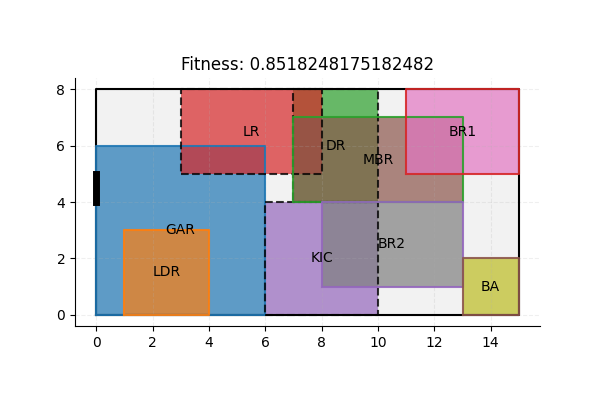 Fitness: 0.8518248175182482
8
6
4
2
0
LR
BR1
DR
MBR
GAR
BR2
KIC
LDR
BA
0 2 4 6 8 10 12 14